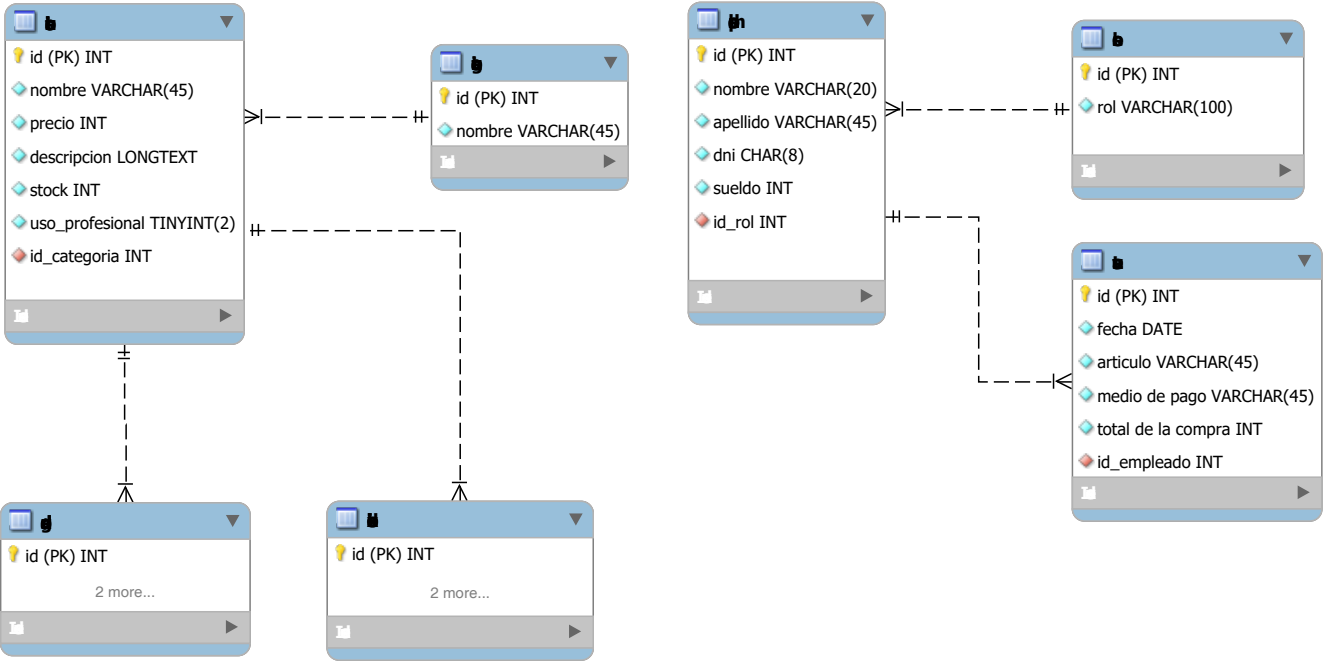 id (PK) INT
nombre VARCHAR(45)
precio INT
descripcion LONGTEXT
stock INT
uso_profesional TINYINT(2)
id_categoria INT
id (PK) INT
nombre VARCHAR(45)
id (PK) INT
2 more...
id (PK) INT
2 more...
id (PK) INT
nombre VARCHAR(20)
apellido VARCHAR(45)
dni CHAR(8)
sueldo INT
id_rol INT
id (PK) INT
rol VARCHAR(100)
id (PK) INT
fecha DATE
articulo VARCHAR(45)
medio de pago VARCHAR(45)
total de la compra INT
id_empleado INT